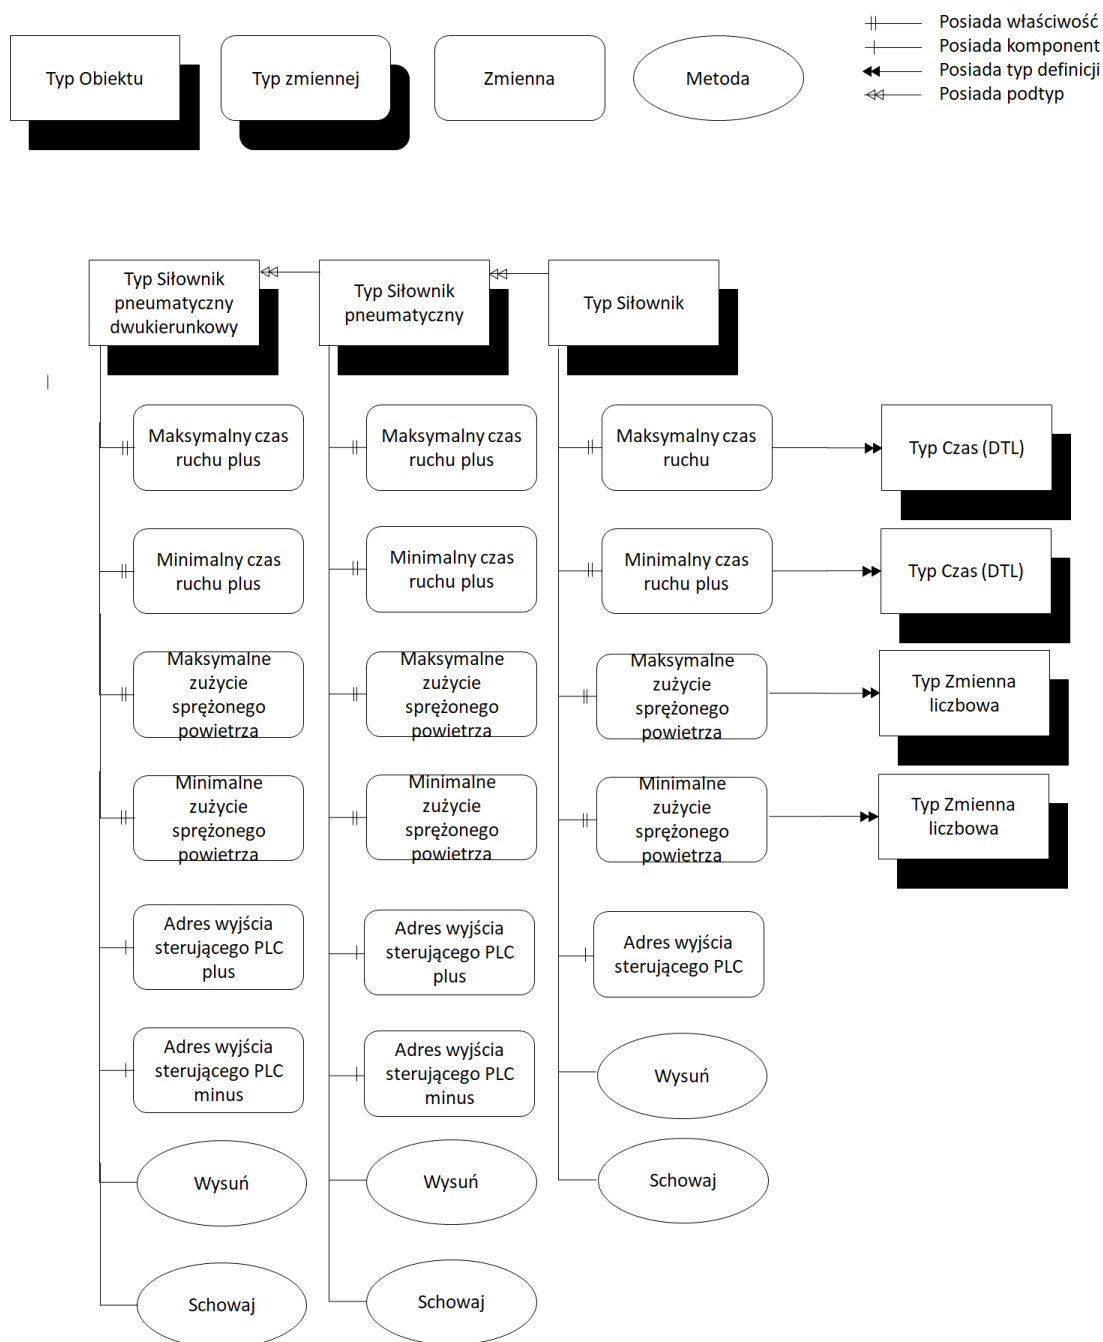 Typ Obiektu
Typ zmiennej
Zmienna
Metoda
Posiada właściwość
Posiada komponent
Posiada typ definicji
Posiada podtyp
Typ Siłownik
pneumatyczny
dwukierunkowy
Typ Siłownik
pneumatyczny
Typ Siłownik
Maksymalny czas
ruchu plus
Maksymalny czas
ruchu plus
Maksymalny czas
ruchu
Typ Czas (DTL)
Minimalny czas
ruchu plus
Minimalny czas
ruchu plus
Minimalny czas
ruchu plus
Typ Czas (DTL)
Maksymalne
zużycie
sprężonego
powietrza
Maksymalne
zużycie
sprężonego
powietrza
Maksymalne
zużycie
sprężonego
powietrza
Typ Zmienna
liczbowa
Minimalne
zużycie
sprężonego
powietrza
Minimalne
zużycie
sprężonego
powietrza
Minimalne
zużycie
sprężonego
powietrza
Typ Zmienna
liczbowa
Adres wyjścia
sterującego PLC
plus
Adres wyjścia
sterującego PLC
plus
Adres wyjścia
sterującego PLC
Adres wyjścia
sterującego PLC
minus
Adres wyjścia
sterującego PLC
minus
Wysuń
Wysuń
Wysuń
Schowaj
Schowaj
Schowaj